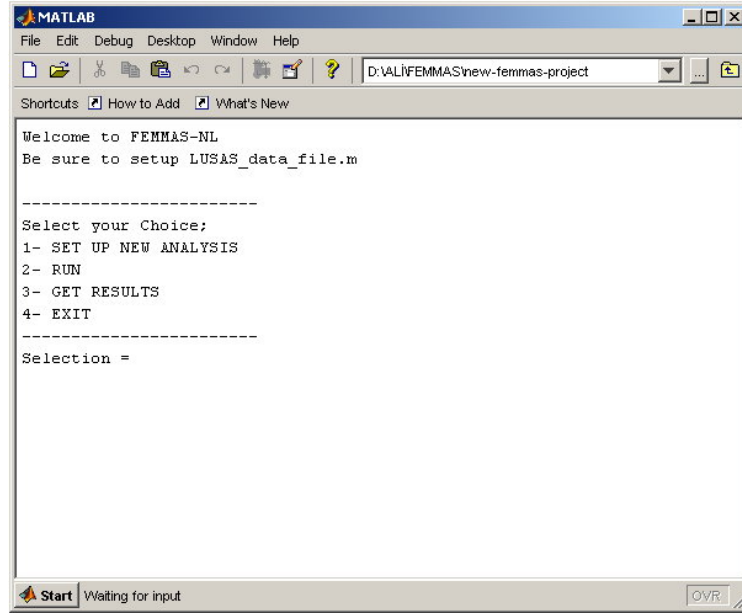 MATLAB
File Edit Debug Desktop Window Help
D:\ALİ\FEMMAS\new-femmas-project
...
Shortcuts How to Add What's New
Welcome to FEMMAS-NL
Be sure to setup LUSAS_data_file.m
------------------------
Select your Choice;
1- SET UP NEW ANALYSIS
2- RUN
3- GET RESULTS
4- EXIT
------------------------
Selection =
Start Waiting for input
OVR